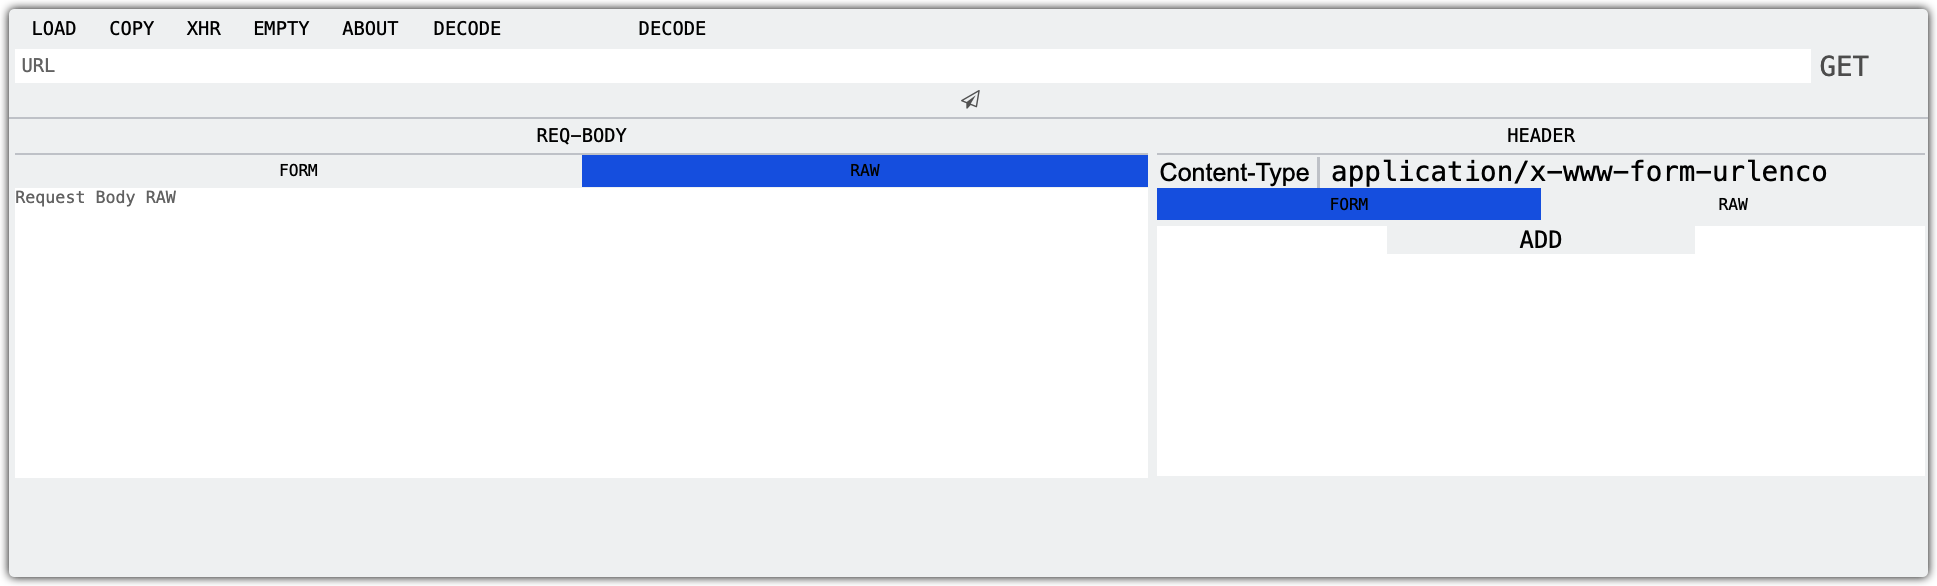 LOAD COPY XHR EMPTY ABOUT DECODE DECODE
URL GET
REQ-BODY HEADER
FORM RAW Content-Type application/x-www-form-urlenco
Request Body RAW FORM RAW
ADD